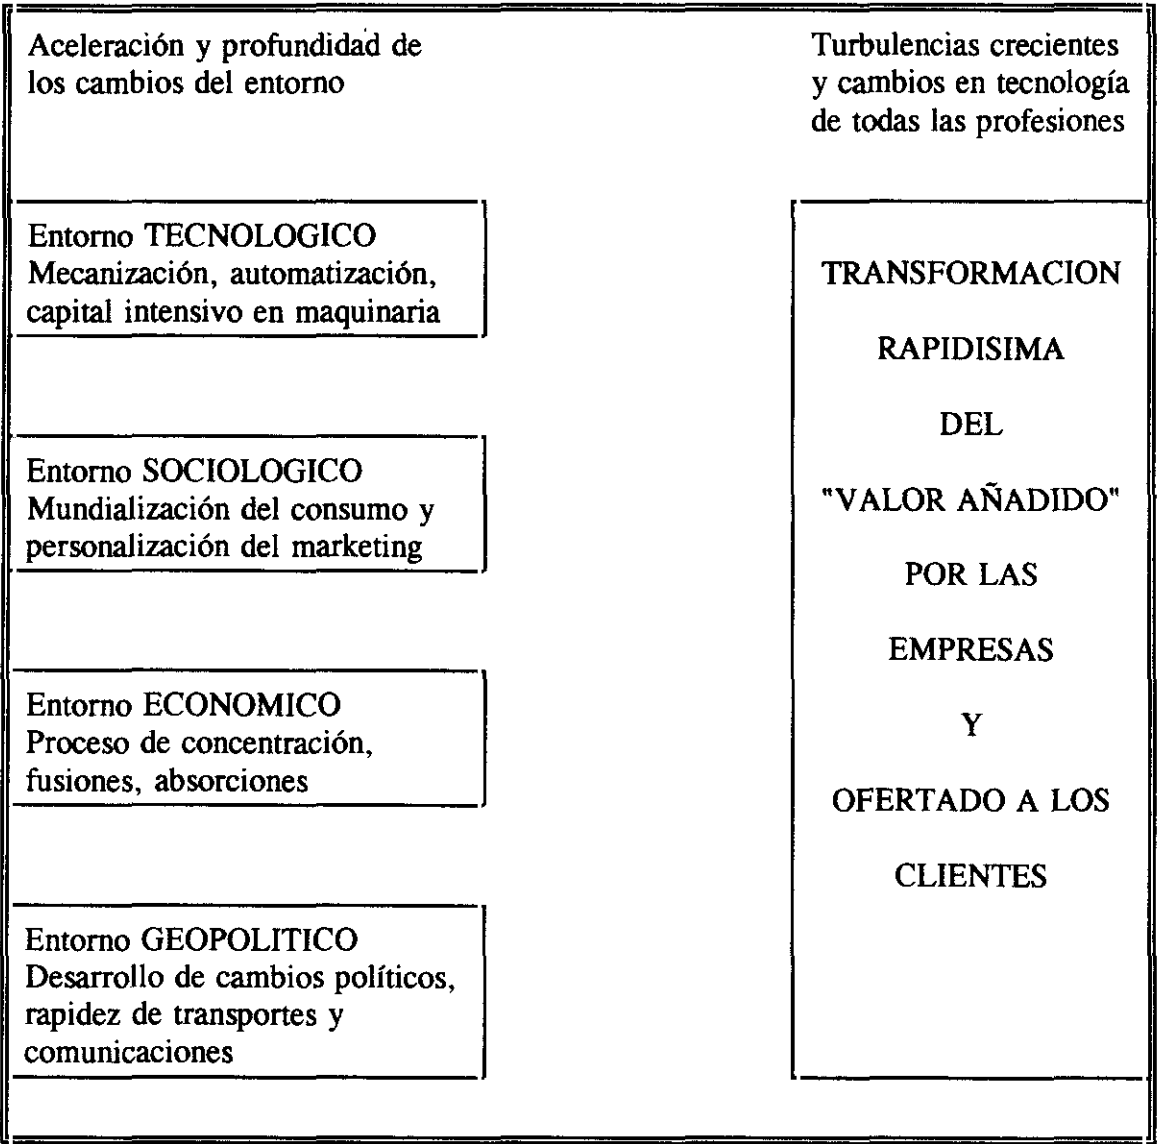 Aceleración y profundidad de
los cambios del entorno
Turbulencias crecientes
y cambios en tecnología
de todas las profesiones
Entorno TECNOLOGICO
Mecanización, automatización,
capital intensivo en maquinaria
Entorno SOCIOLOGICO
Mundialización del consumo y
personalización del marketing
Entorno ECONOMICO
Proceso de concentración,
fusiones, absorciones
Entorno GEOPOLITICO
Desarrollo de cambios políticos,
rapidez de transportes y
comunicaciones
TRANSFORMACION
RAPIDISIMA
DEL
"VALOR AÑADIDO"
POR LAS
EMPRESAS
Y
OFERTADO A LOS
CLIENTES